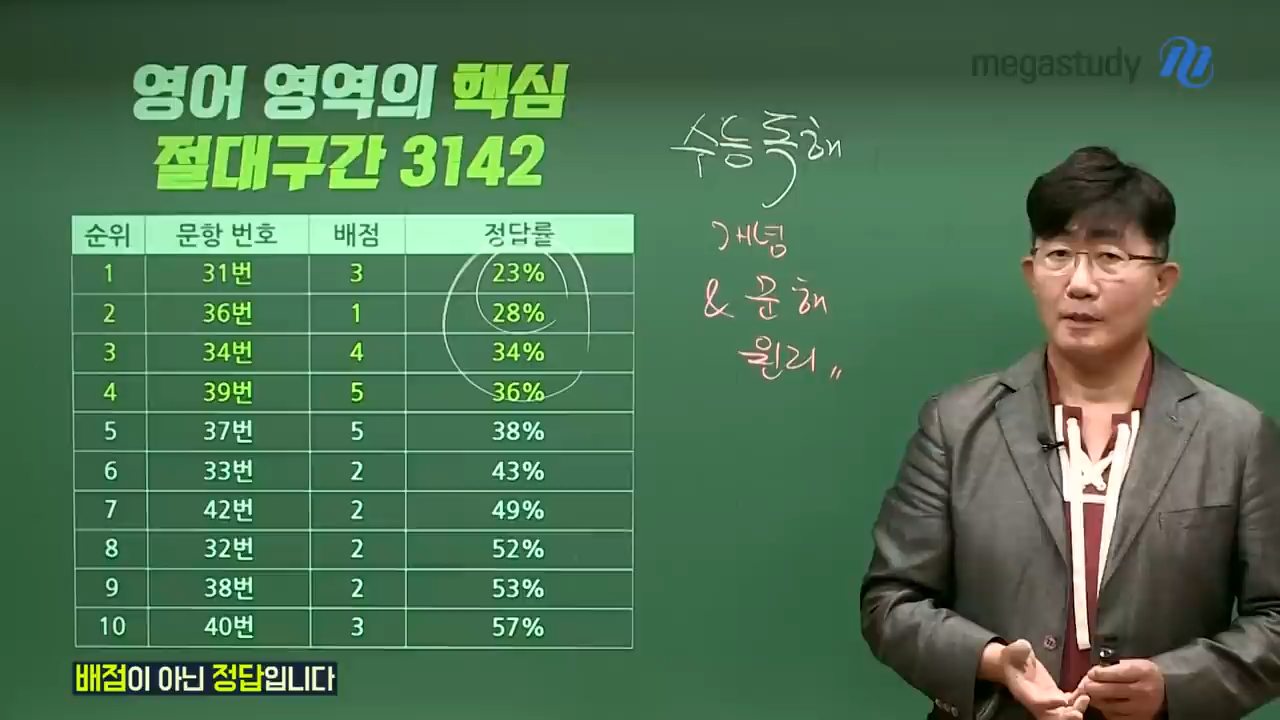 megastudy
영어 영역의 핵심
절대구간 3142
순위 문항 번호 배점 정답률
1 31번 3 23%
2 36번 1 28%
3 34번 4 34%
4 39번 5 36%
5 37번 5 38%
6 33번 2 43%
7 42번 2 49%
8 32번 2 52%
9 38번 2 53%
10 40번 3 57%
배점이 아닌 정답입니다
수능독해
개념
& 문해
원리